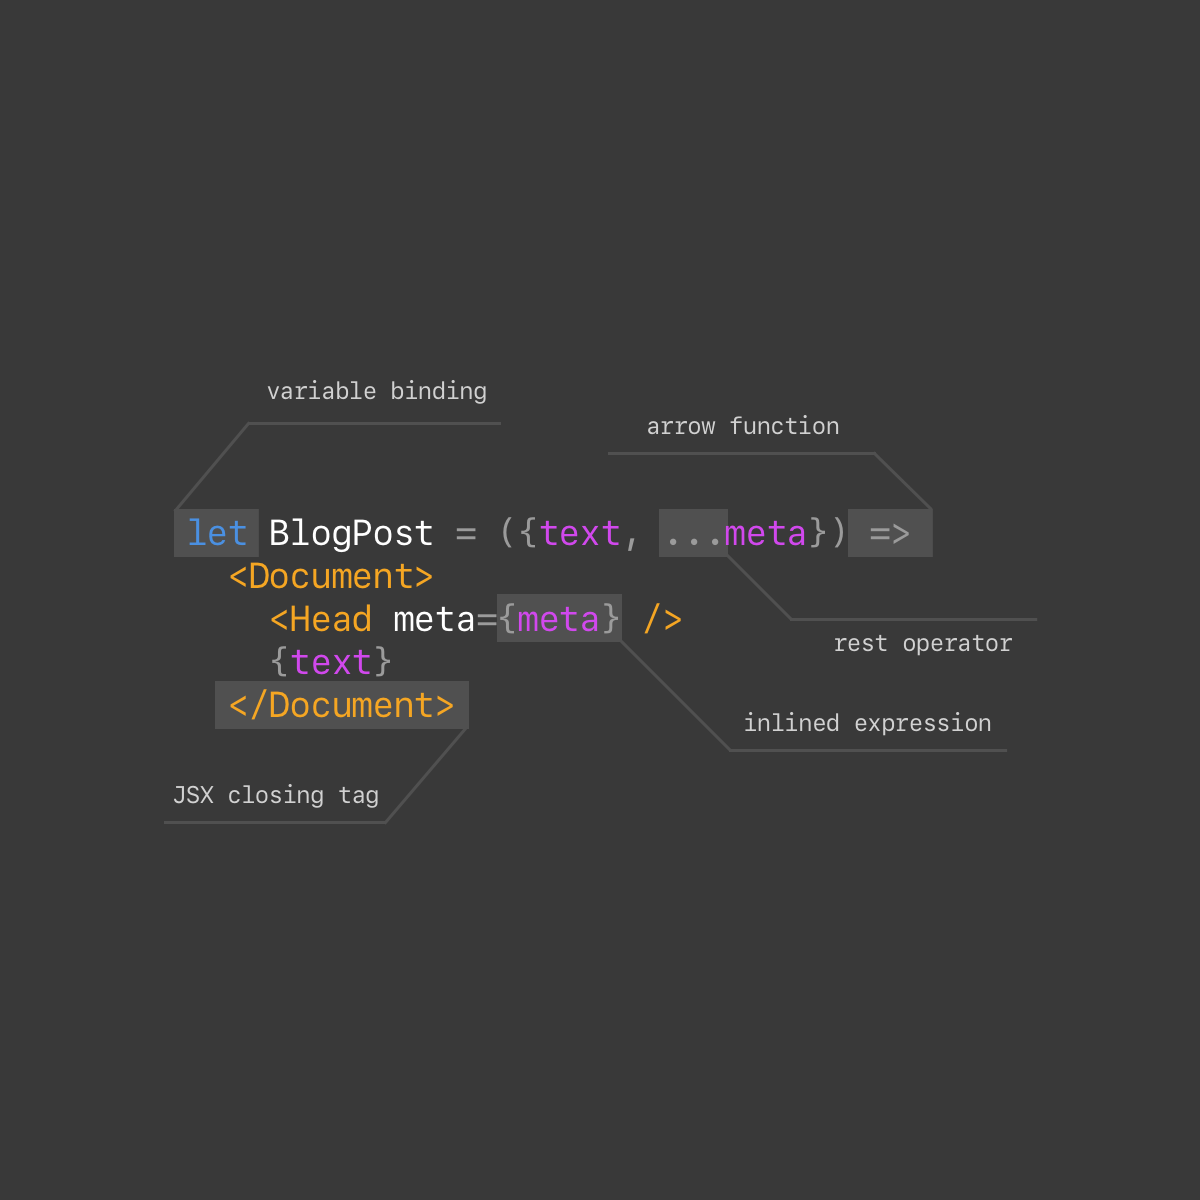 variable binding
arrow function
let BlogPost = ({text, ...meta}) =>
<Document>
<Head meta={meta} />
rest operator
{text}
</Document>
inlined expression
JSX closing tag